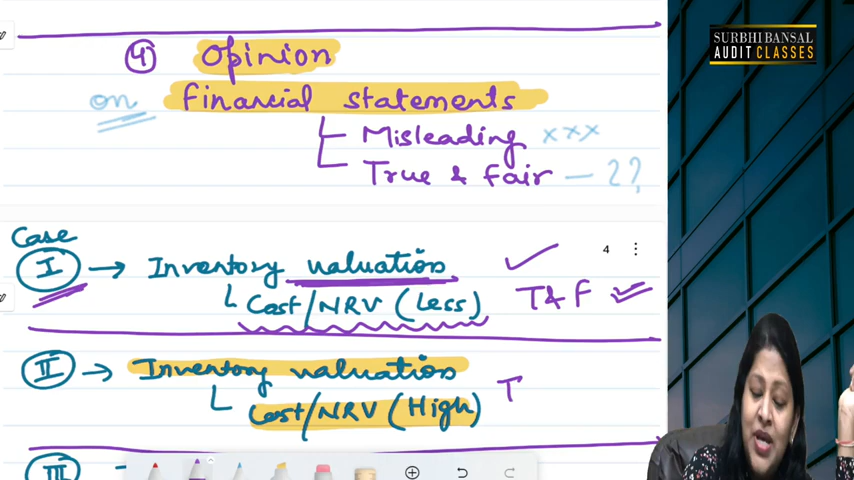 SURBHI BANSAL
AUDIT CLASSES
④ Opinion
on Financial statements
Misleading xxx
True & Fair — ??
Case
I → Inventory valuation ✓
Cost/NRV (Less) T&F ✓
4
II → Inventory valuation
Cost/NRV (High) T
III